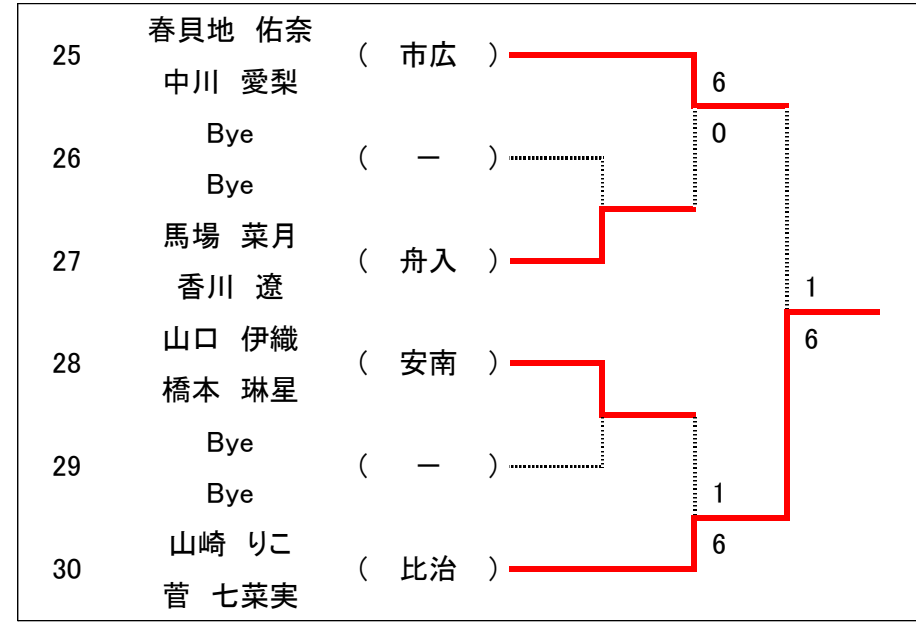 春貝地 佑奈
25 ( 市広 )
中川 愛梨
6
Bye
0
26 ( ー )
Bye
馬場 菜月
27 ( 舟入 )
香川 遼
1
山口 伊織
6
28 ( 安南 )
橋本 琳星
Bye
29 ( ー )
Bye
1
山崎 りこ
6
30 ( 比治 )
菅 七菜実